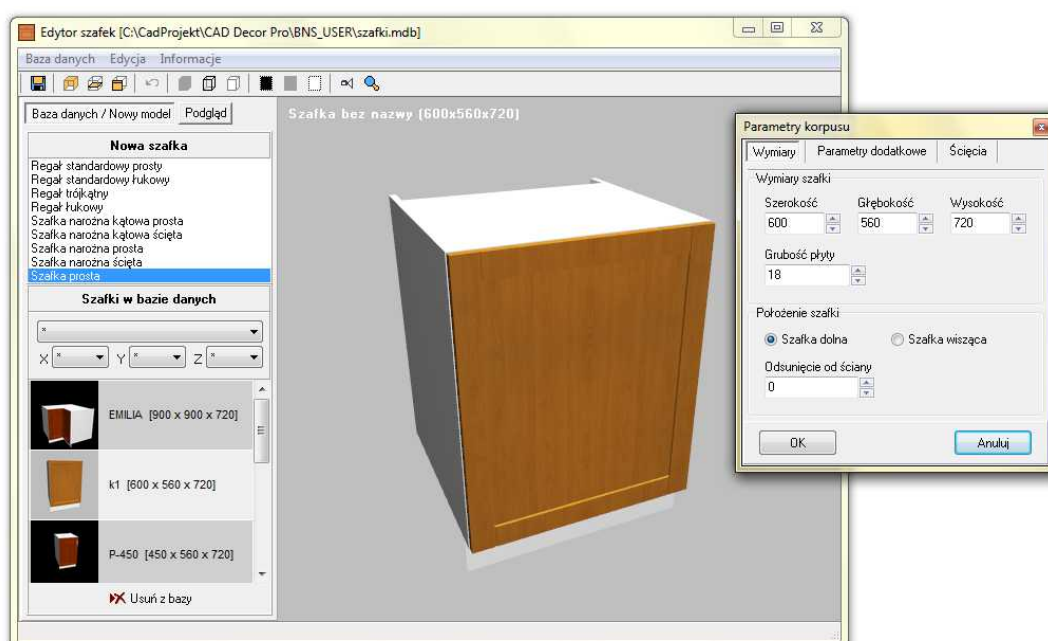 Edytor szafek [C:\CadProjekt\CAD Decor Pro\BNS_USER\szafki.mdb]
Baza danych Edycja Informacje
Baza danych / Nowy model Podgląd
Szafka bez nazwy (600x560x720)
Nowa szafka
Regał standardowy prosty
Regał standardowy łukowy
Regał trójkątny
Regał łukowy
Szafka narożna kątowa prosta
Szafka narożna kątowa ścięta
Szafka narożna prosta
Szafka narożna ścięta
Szafka prosta
Szafki w bazie danych
*
X * Y * Z *
EMILIA [900 x 900 x 720]
k1 [600 x 560 x 720]
P-450 [450 x 560 x 720]
Usuń z bazy
Parametry korpusu
Wymiary Parametry dodatkowe Ścięcia
Wymiary szafki
Szerokość Głębokość Wysokość
600 560 720
Grubość płyty
18
Położenie szafki
Szafka dolna Szafka wisząca
Odsunięcie od ściany
0
OK Anuluj